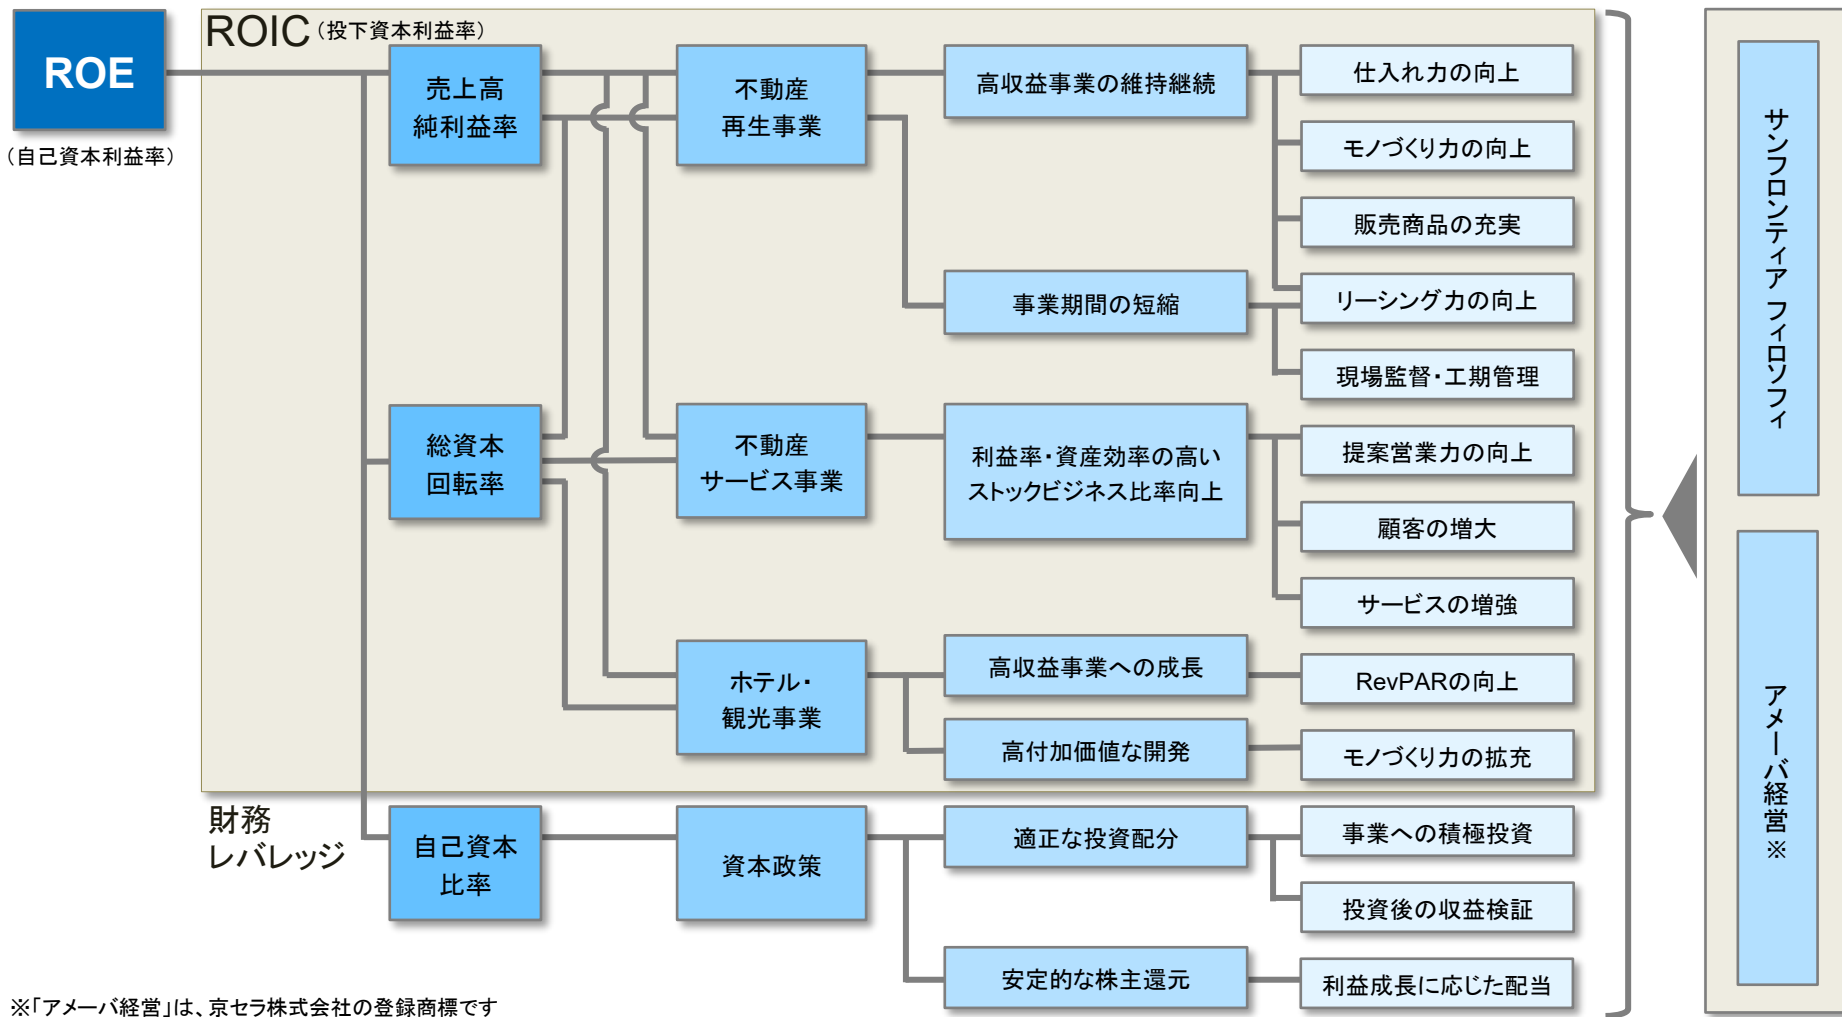 ROE
（自己資本利益率）
ROIC（投下資本利益率）
売上高
純利益率
総資本
回転率
不動産
再生事業
不動産
サービス事業
ホテル・
観光事業
高収益事業の維持継続
事業期間の短縮
利益率・資産効率の高い
ストックビジネス比率向上
高収益事業への成長
高付加価値な開発
仕入れ力の向上
モノづくり力の向上
販売商品の充実
リーシング力の向上
現場監督・工期管理
提案営業力の向上
顧客の増大
サービスの増強
RevPARの向上
モノづくり力の拡充
財務
レバレッジ
自己資本
比率
資本政策
適正な投資配分
安定的な株主還元
事業への積極投資
投資後の収益検証
利益成長に応じた配当
サンフロンティア フィロソフィ
アメーバ経営※
※「アメーバ経営」は、京セラ株式会社の登録商標です